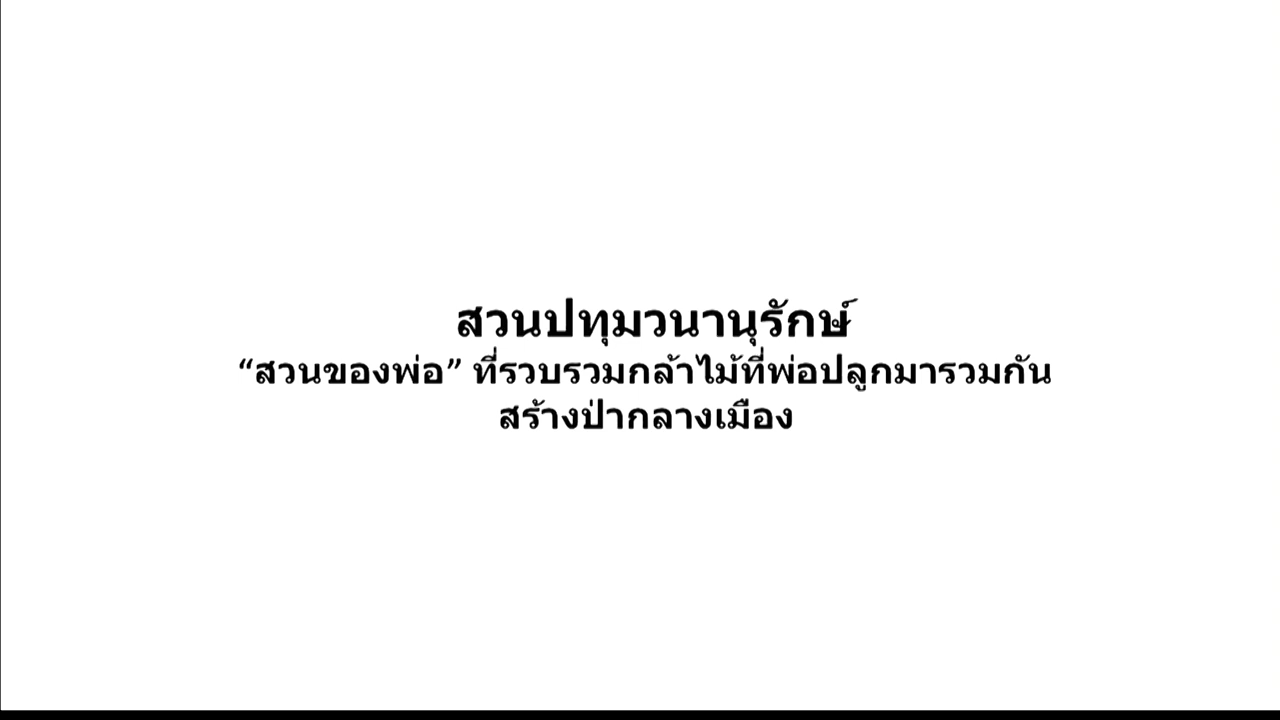 สวนปทุมวนานุรักษ์
“สวนของพ่อ” ที่รวบรวมกล้าไม้ที่พ่อปลูกมารวมกัน
สร้างป่ากลางเมือง